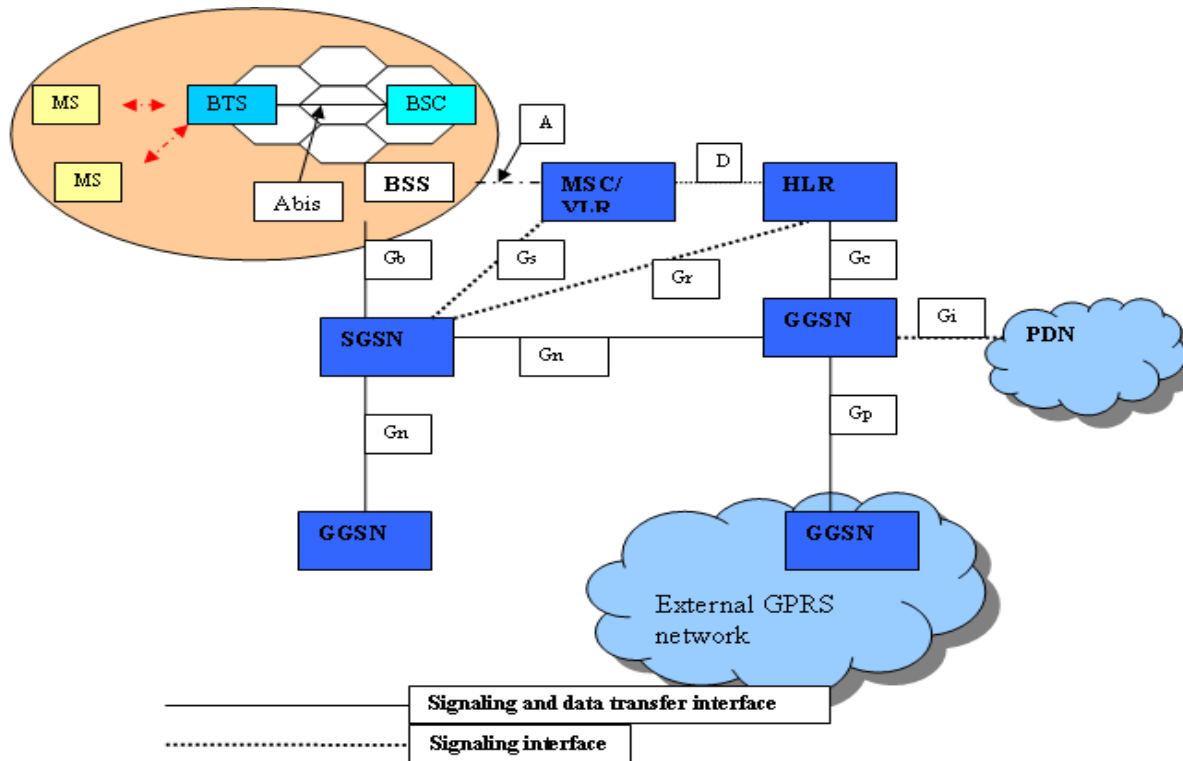 MS
BTS
BSC
A
MS
Abis
BSS
MSC/
VLR
D
HLR
Gb
Gs
Gr
Gc
SGSN
Gn
GGSN
Gi
PDN
Gn
Gp
GGSN
GGSN
External GPRS
network
Signaling and data transfer interface
Signaling interface